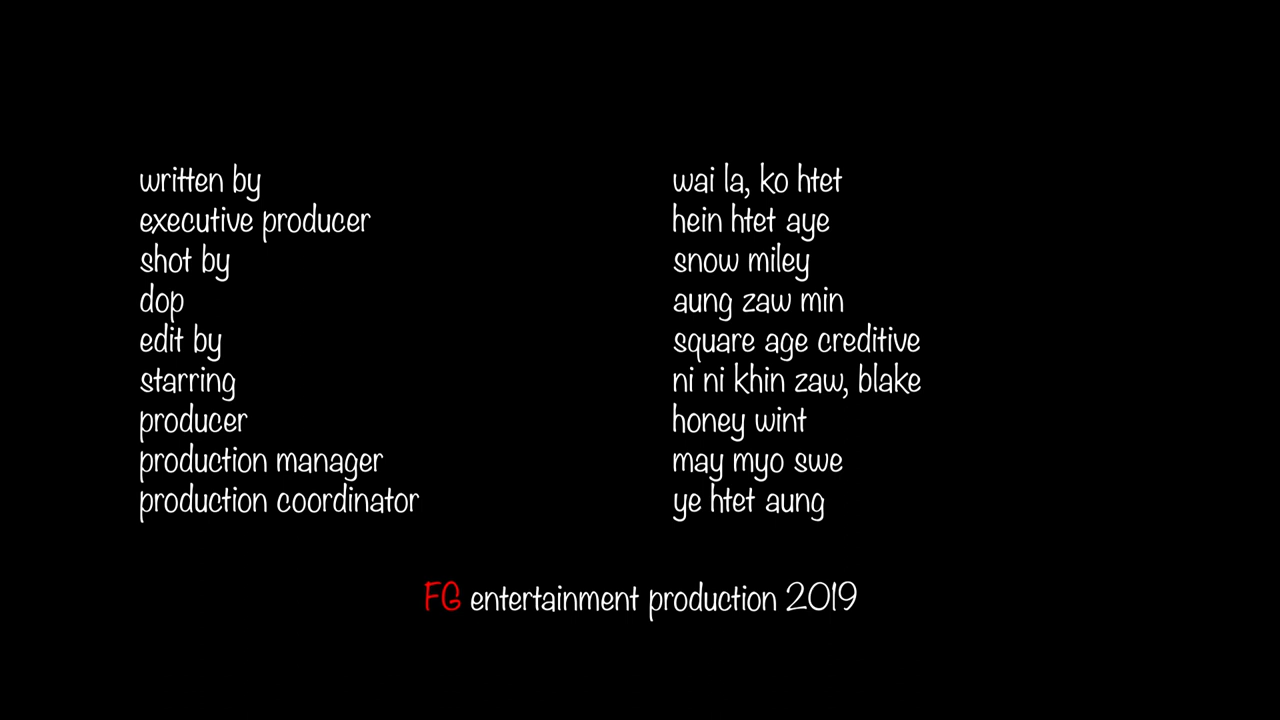 written by wai la, ko htet
executive producer hein htet aye
shot by snow miley
dop aung zaw min
edit by square age creditive
starring ni ni khin zaw, blake
producer honey wint
production manager may myo swe
production coordinator ye htet aung
FG entertainment production 2019